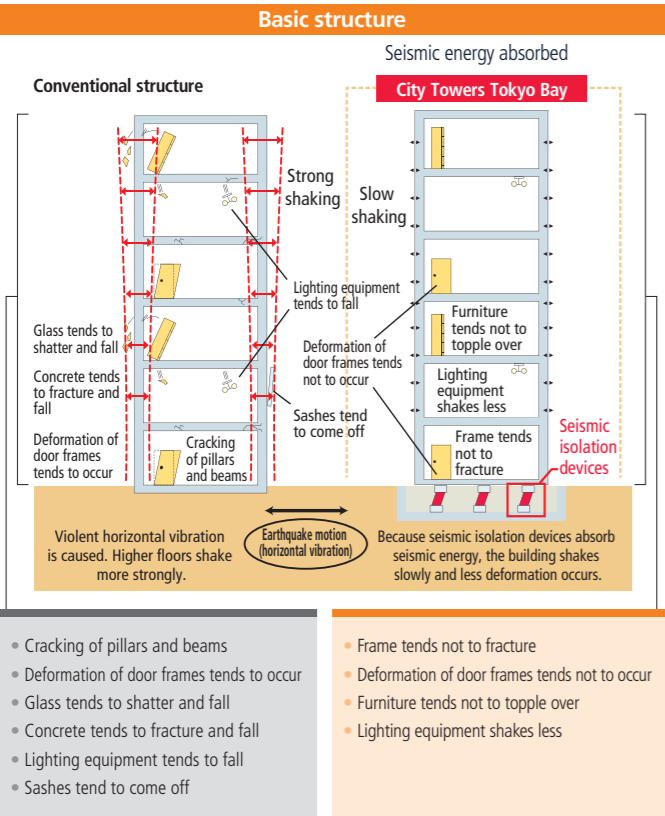 Basic structure
Seismic energy absorbed
Conventional structure
City Towers Tokyo Bay
Strong
shaking
Slow
shaking
Lighting equipment
tends to fall
Glass tends to
shatter and fall
Deformation of
door frames tends
not to occur
Furniture
tends not to
topple over
Concrete tends
to fracture and
fall
Lighting
equipment
shakes less
Sashes tend
to come off
Deformation of
door frames
tends to occur
Cracking
of pillars
and beams
Frame tends
not to
fracture
Seismic
isolation
devices
Violent horizontal vibration
is caused. Higher floors shake
more strongly.
Earthquake motion
(horizontal vibration)
Because seismic isolation devices absorb
seismic energy, the building shakes
slowly and less deformation occurs.
• Cracking of pillars and beams
• Deformation of door frames tends to occur
• Glass tends to shatter and fall
• Concrete tends to fracture and fall
• Lighting equipment tends to fall
• Sashes tend to come off
• Frame tends not to fracture
• Deformation of door frames tends not to occur
• Furniture tends not to topple over
• Lighting equipment shakes less